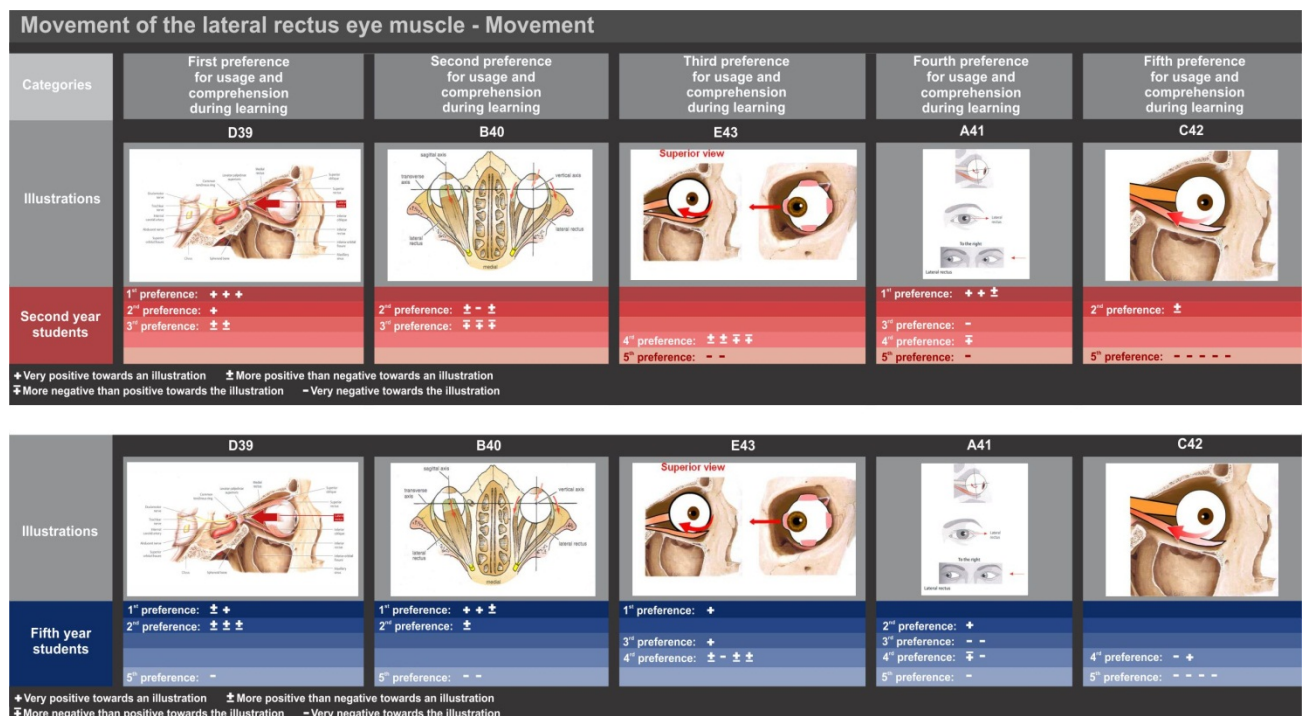 Movement of the lateral rectus eye muscle - Movement
Categories
First preference
for usage and
comprehension
during learning
Second preference
for usage and
comprehension
during learning
Third preference
for usage and
comprehension
during learning
Fourth preference
for usage and
comprehension
during learning
Fifth preference
for usage and
comprehension
during learning
D39
B40
E43
A41
C42
Illustrations
sagittal axis
transverse
axis
vertical axis
lateral
rectus
lateral rectus
medial
Superior view
Lateral
rectus
To the right
Lateral rectus
Second year
students
1st preference: + + +
2nd preference: +
3rd preference: ± ±
2nd preference: ± - ±
3rd preference: ∓ ∓ ∓
4th preference: ± ± ∓ ∓
5th preference: - -
1st preference: + + ±
3rd preference: -
4th preference: ∓
5th preference: -
2nd preference: ±
5th preference: - - - - -
+ Very positive towards an illustration ± More positive than negative towards an illustration
∓ More negative than positive towards the illustration - Very negative towards the illustration
D39
B40
E43
A41
C42
Illustrations
sagittal axis
transverse
axis
vertical axis
lateral
rectus
lateral rectus
medial
Superior view
Lateral
rectus
To the right
Lateral rectus
Fifth year
students
1st preference: ± +
2nd preference: ± ± ±
5th preference: -
1st preference: + + ±
2nd preference: ±
5th preference: - -
1st preference: +
3rd preference: +
4th preference: ± - ± ±
2nd preference: +
3rd preference: - -
4th preference: ∓ -
5th preference: -
4th preference: - +
5th preference: - - - -
+ Very positive towards an illustration ± More positive than negative towards an illustration
∓ More negative than positive towards the illustration - Very negative towards the illustration